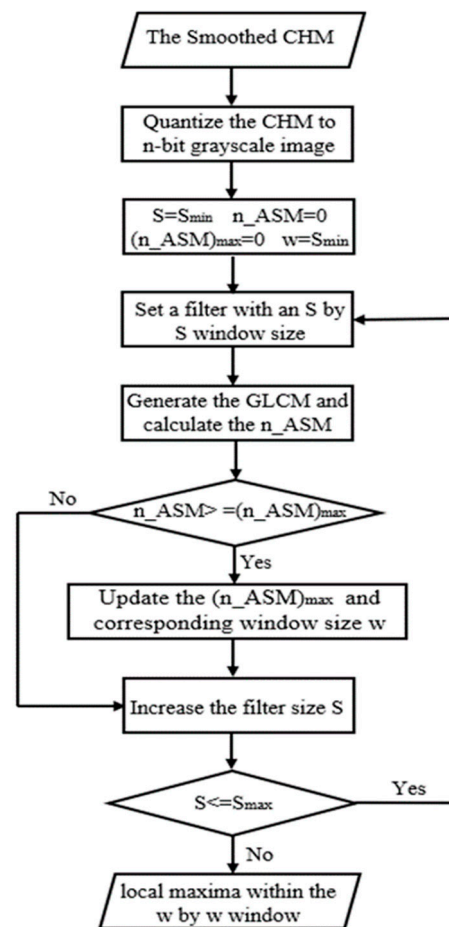 The Smoothed CHM
Quantize the CHM to
n-bit grayscale image
S=Smin n_ASM=0
(n_ASM)max=0 w=Smin
Set a filter with an S by
S window size
Generate the GLCM and
calculate the n_ASM
No
n_ASM> =(n_ASM)max
Yes
Update the (n_ASM)max and
corresponding window size w
Increase the filter size S
S<=Smax
Yes
No
local maxima within the
w by w window